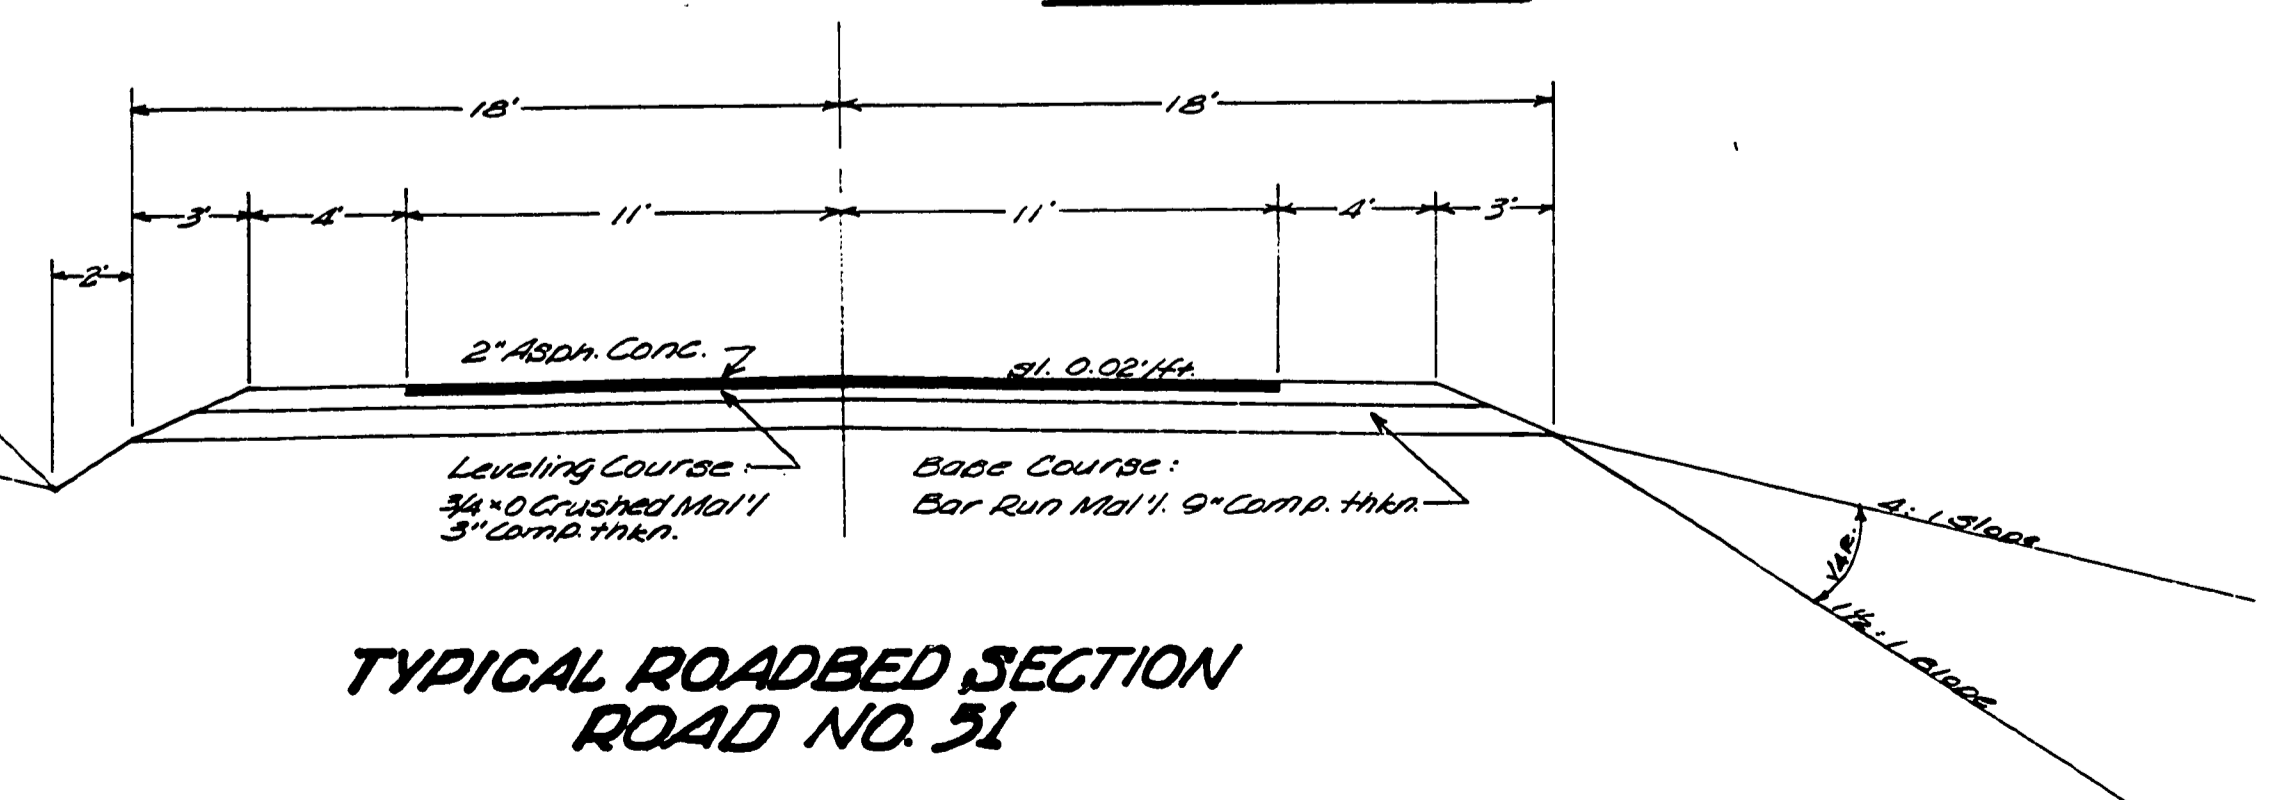 18' 18'
3' 4' 11' 11' 4' 3'
2'
2" Asph. Conc.
sl. 0.02'/ft.
Leveling Course:
3/4 x 0 Crushed Mat'l
3" Comp. thkn.
Base Course:
Bar Run Mat'l. 9" Comp. thkn.
4:1 Slope
1½:1 Slope
TYPICAL ROADBED SECTION
ROAD NO. 51